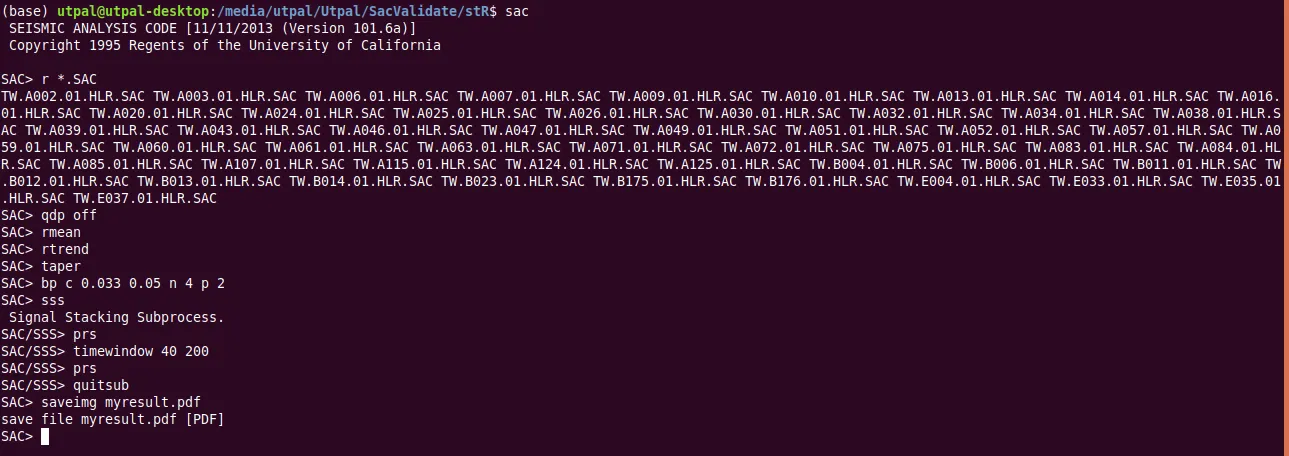 (base) utpal@utpal-desktop:/media/utpal/Utpal/SacValidate/stR$ sac
SEISMIC ANALYSIS CODE [11/11/2013 (Version 101.6a)]
Copyright 1995 Regents of the University of California
SAC> r *.SAC
TW.A002.01.HLR.SAC TW.A003.01.HLR.SAC TW.A006.01.HLR.SAC TW.A007.01.HLR.SAC TW.A009.01.HLR.SAC TW.A010.01.HLR.SAC TW.A013.01.HLR.SAC TW.A014.01.HLR.SAC TW.A016.
01.HLR.SAC TW.A020.01.HLR.SAC TW.A024.01.HLR.SAC TW.A025.01.HLR.SAC TW.A026.01.HLR.SAC TW.A030.01.HLR.SAC TW.A032.01.HLR.SAC TW.A034.01.HLR.SAC TW.A038.01.HLR.S
AC TW.A039.01.HLR.SAC TW.A043.01.HLR.SAC TW.A046.01.HLR.SAC TW.A047.01.HLR.SAC TW.A049.01.HLR.SAC TW.A051.01.HLR.SAC TW.A052.01.HLR.SAC TW.A057.01.HLR.SAC TW.A0
59.01.HLR.SAC TW.A060.01.HLR.SAC TW.A061.01.HLR.SAC TW.A063.01.HLR.SAC TW.A071.01.HLR.SAC TW.A072.01.HLR.SAC TW.A075.01.HLR.SAC TW.A083.01.HLR.SAC TW.A084.01.HL
R.SAC TW.A085.01.HLR.SAC TW.A107.01.HLR.SAC TW.A115.01.HLR.SAC TW.A124.01.HLR.SAC TW.A125.01.HLR.SAC TW.B004.01.HLR.SAC TW.B006.01.HLR.SAC TW.B011.01.HLR.SAC TW
.B012.01.HLR.SAC TW.B013.01.HLR.SAC TW.B014.01.HLR.SAC TW.B023.01.HLR.SAC TW.B175.01.HLR.SAC TW.B176.01.HLR.SAC TW.E004.01.HLR.SAC TW.E033.01.HLR.SAC TW.E035.01
.HLR.SAC TW.E037.01.HLR.SAC
SAC> qdp off
SAC> rmean
SAC> rtrend
SAC> taper
SAC> bp c 0.033 0.05 n 4 p 2
SAC> sss
Signal Stacking Subprocess.
SAC/SSS> prs
SAC/SSS> timewindow 40 200
SAC/SSS> prs
SAC/SSS> quitsub
SAC> saveimg myresult.pdf
save file myresult.pdf [PDF]
SAC>